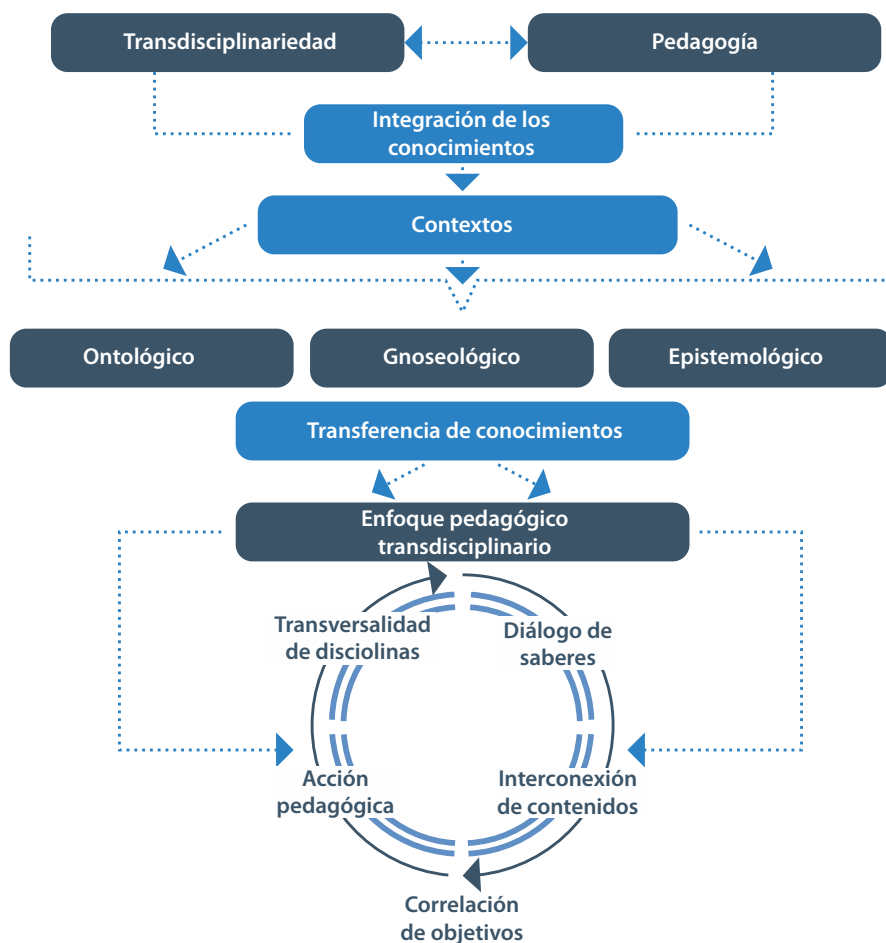 Transdisciplinariedad
Pedagogía
Integración de los
conocimientos
Contextos
Ontológico
Gnoseológico
Epistemológico
Transferencia de conocimientos
Enfoque pedagógico
transdisciplinario
Transversalidad
de disciolinas
Diálogo de
saberes
Acción
pedagógica
Interconexión
de contenidos
Correlación
de objetivos